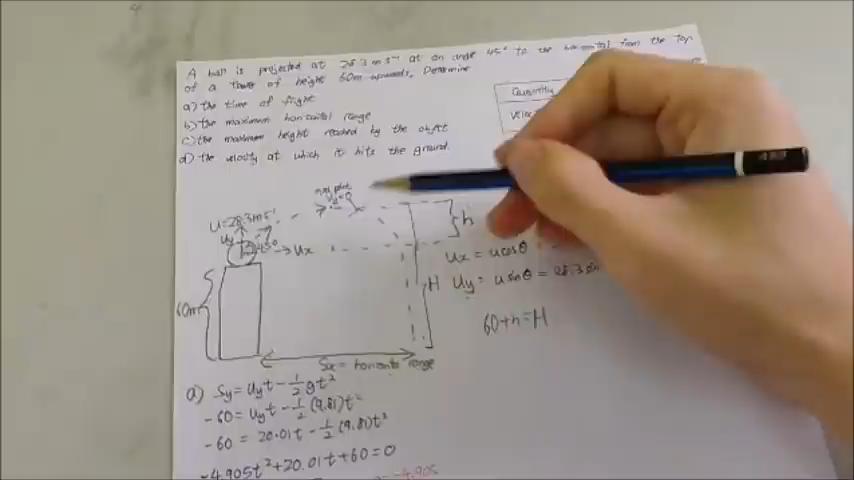 A ball is projected at 28.3 ms⁻¹ at an angle 45° to the horizontal from the top
of a tower of height 60m upwards, Determine
a) the time of flight
b) the maximum horizontal range
c) the maximum height reached by the object
d) the velocity at which it hits the ground.
Quantity
Veloc
max point
Vy=0
U=28.3ms⁻¹
uy
45°
ux
h
H
60m
Sx = horizontal range
ux = ucosθ =
uy = usinθ = 28.3 sin
60+h=H
a) Sy = uyt - 1/2 gt²
-60 = uyt - 1/2 (9.81)t²
-60 = 20.01t - 1/2 (9.81)t²
-4.905t² + 20.01t + 60 = 0
-4.905